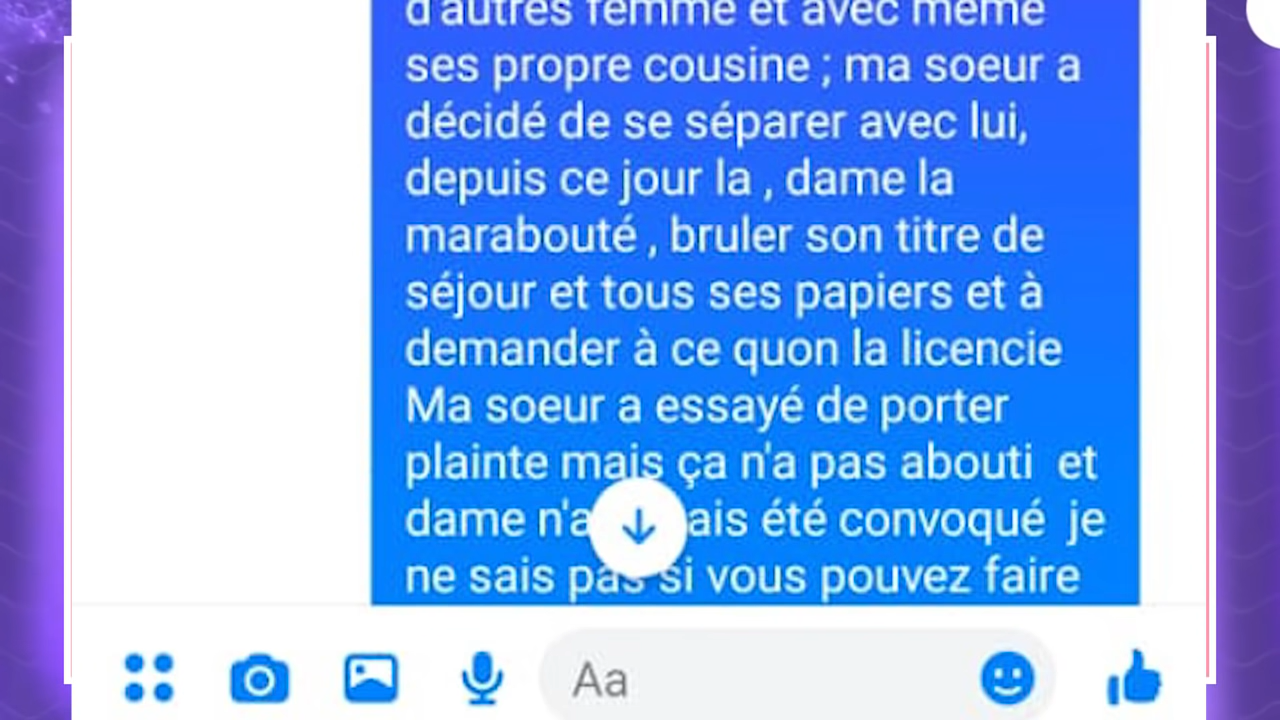 d'autres femme et avec meme
ses propre cousine ; ma soeur a
décidé de se séparer avec lui,
depuis ce jour la , dame la
marabouté , bruler son titre de
séjour et tous ses papiers et à
demander à ce quon la licencie
Ma soeur a essayé de porter
plainte mais ça n'a pas abouti et
dame n'a été convoqué je
ne sais pas si vous pouvez faire
Aa